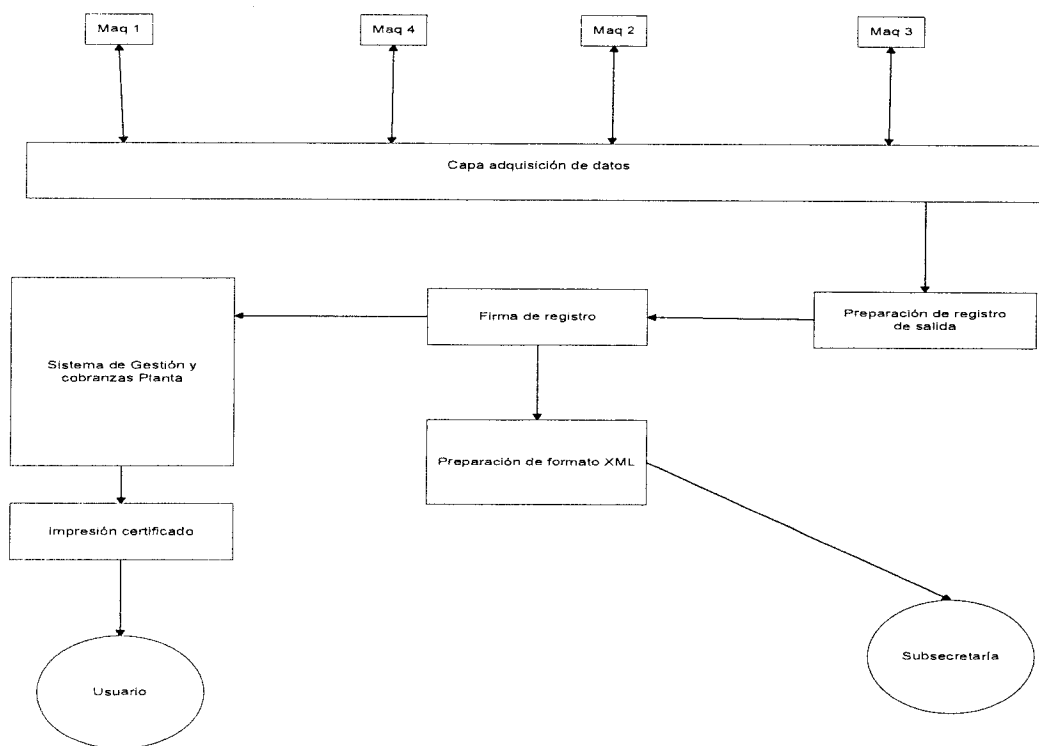 Maq 1
Maq 4
Maq 2
Maq 3
Capa adquisición de datos
Preparación de registro
de salida
Firma de registro
Sistema de Gestión y
cobranzas Planta
Preparación de formato XML
Impresión certificado
Usuario
Subsecretaría